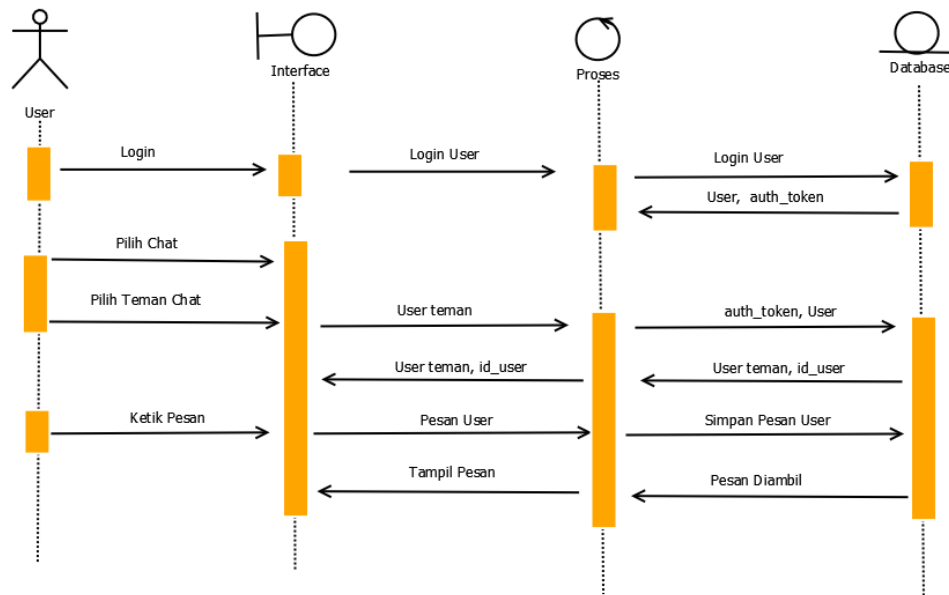 User
Interface
Proses
Database
Login
Login User
Login User
User, auth_token
Pilih Chat
Pilih Teman Chat
User teman
auth_token, User
User teman, id_user
User teman, id_user
Ketik Pesan
Pesan User
Simpan Pesan User
Tampil Pesan
Pesan Diambil